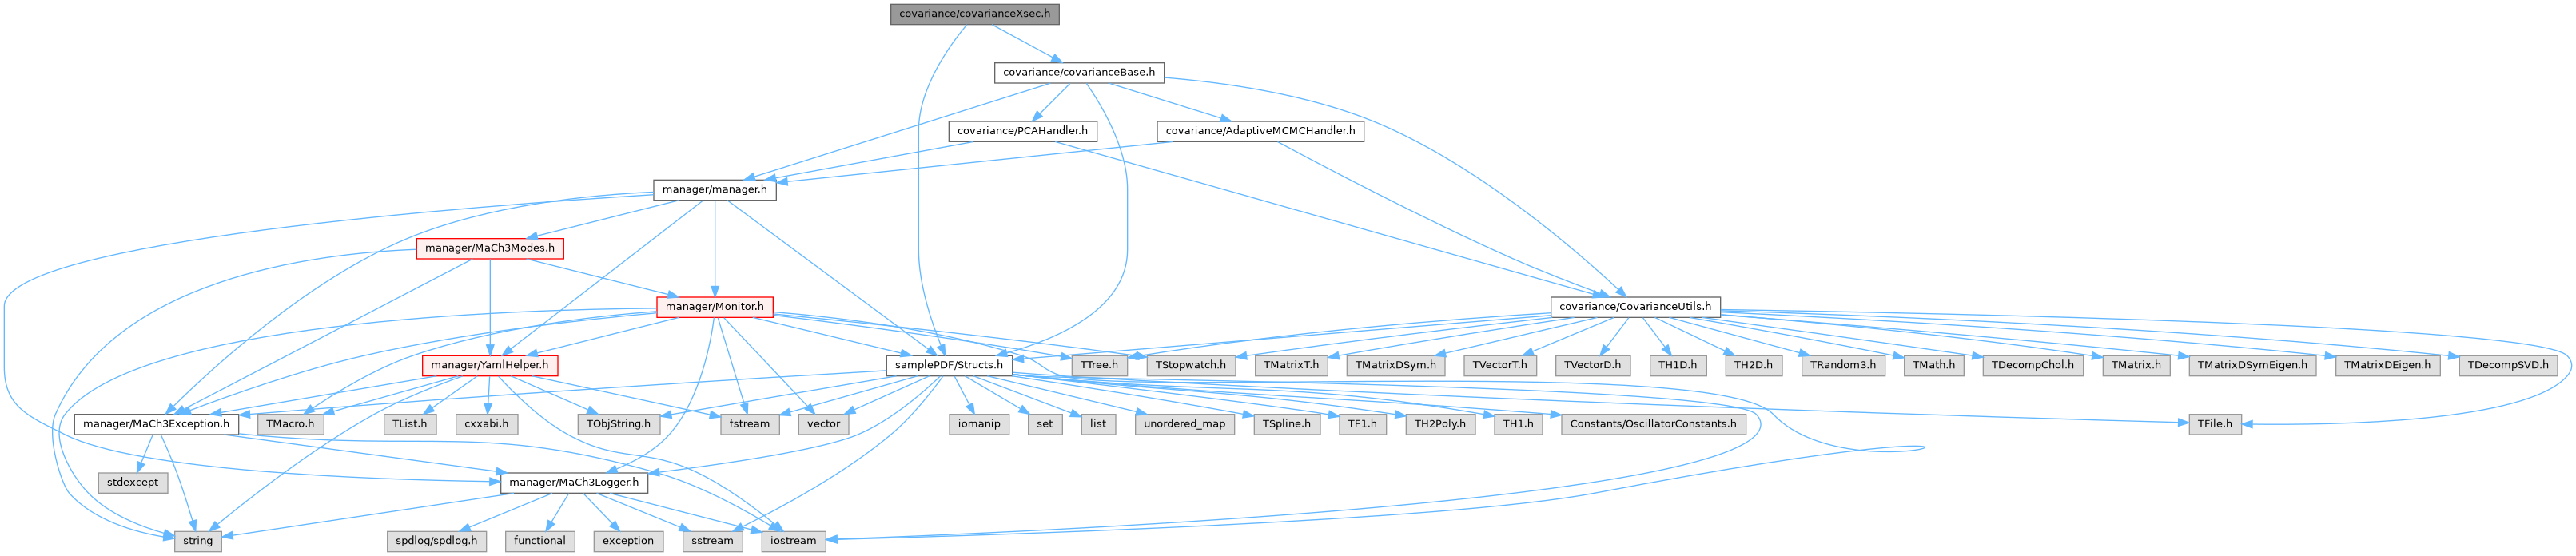 covariance/covarianceXsec.h
covariance/covarianceBase.h
covariance/PCAHandler.h
covariance/AdaptiveMCMCHandler.h
manager/manager.h
manager/MaCh3Modes.h
manager/Monitor.h
covariance/CovarianceUtils.h
manager/YamlHelper.h
samplePDF/Structs.h
TTree.h
TStopwatch.h
TMatrixT.h
TMatrixDSym.h
TVectorT.h
TVectorD.h
TH1D.h
TH2D.h
TRandom3.h
TMath.h
TDecompChol.h
TMatrix.h
TMatrixDSymEigen.h
TMatrixDEigen.h
TDecompSVD.h
manager/MaCh3Exception.h
TMacro.h
TList.h
cxxabi.h
TObjString.h
fstream
vector
iomanip
set
list
unordered_map
TSpline.h
TF1.h
TH2Poly.h
TH1.h
Constants/OscillatorConstants.h
TFile.h
stdexcept
manager/MaCh3Logger.h
string
spdlog/spdlog.h
functional
exception
sstream
iostream